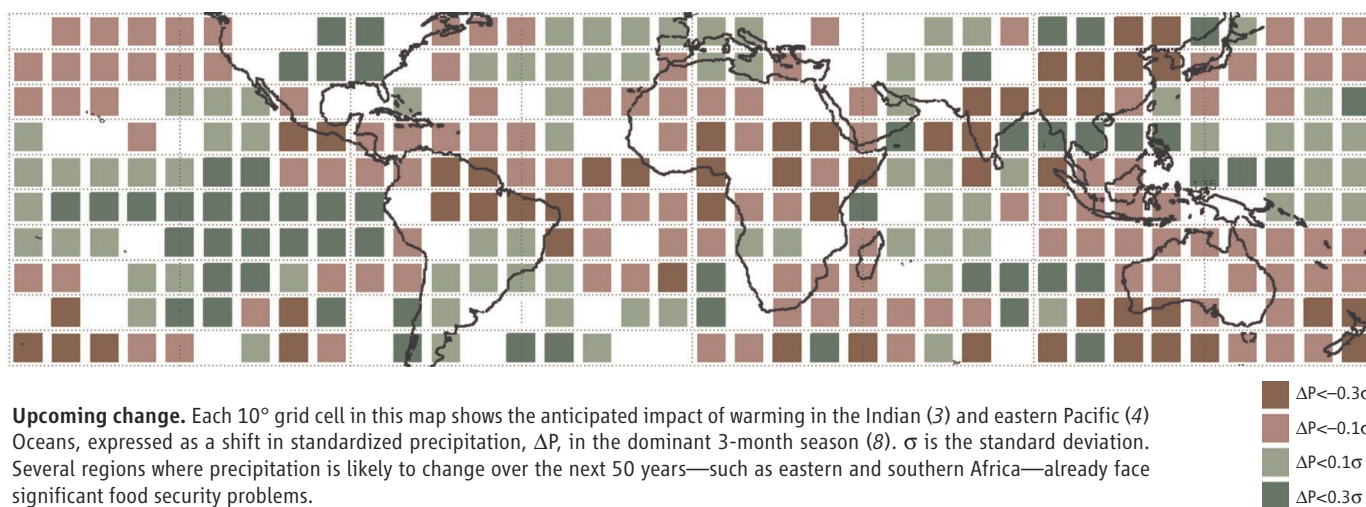 Upcoming change. Each 10° grid cell in this map shows the anticipated impact of warming in the Indian (3) and eastern Pacific (4)
Oceans, expressed as a shift in standardized precipitation, ΔP, in the dominant 3-month season (8). σ is the standard deviation.
Several regions where precipitation is likely to change over the next 50 years—such as eastern and southern Africa—already face
significant food security problems.
ΔP<–0.3σ
ΔP<–0.1σ
ΔP<0.1σ
ΔP<0.3σ